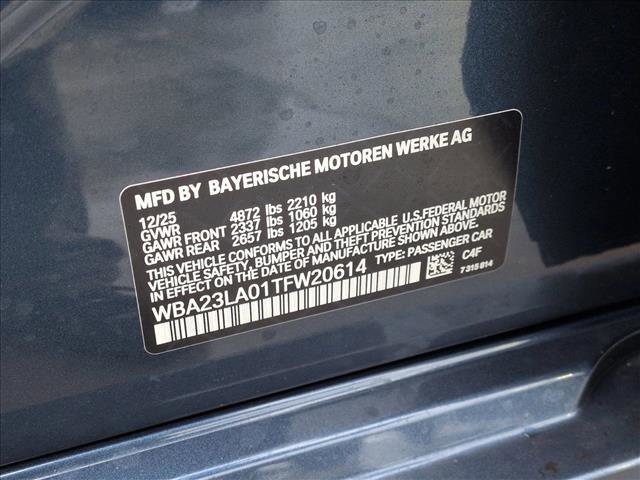 MFD BY BAYERISCHE MOTOREN WERKE AG
12/25
GVWR 4872 lbs 2210 kg
GAWR FRONT 2337 lbs 1060 kg
GAWR REAR 2657 lbs 1205 kg
THIS VEHICLE CONFORMS TO ALL APPLICABLE U.S.FEDERAL MOTOR
VEHICLE SAFETY, BUMPER, AND THEFT PREVENTION STANDARDS
IN EFFECT ON THE DATE OF MANUFACTURE SHOWN ABOVE.
WBA23LA01TFW20614 TYPE: PASSENGER CAR
C4F
7315814